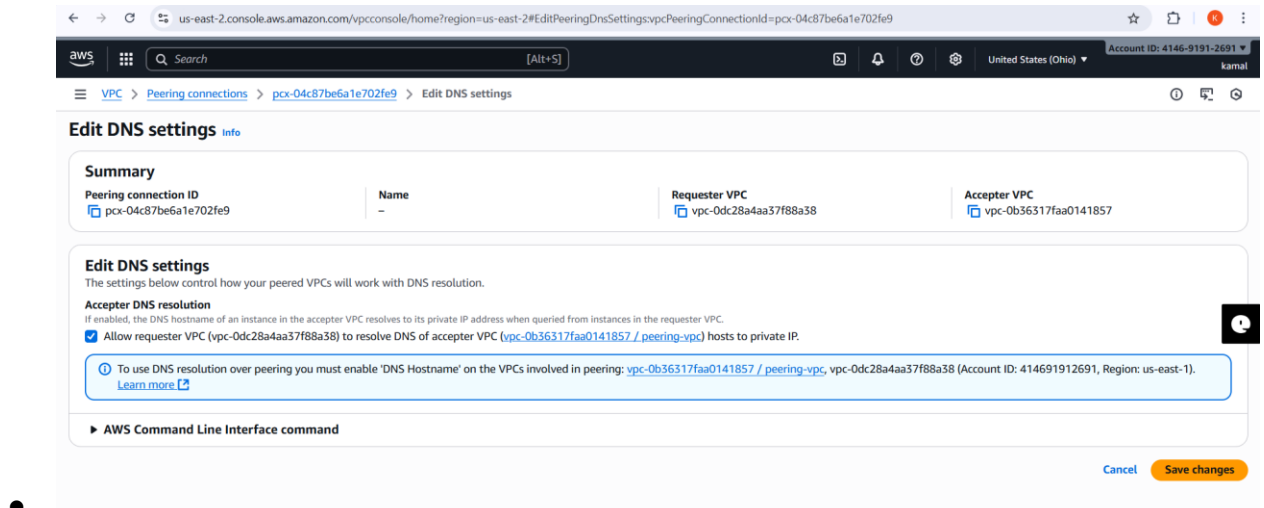 us-east-2.console.aws.amazon.com/vpcconsole/home?region=us-east-2#EditPeeringDnsSettings:vpcPeeringConnectionId=pcx-04c87be6a1e702fe9
K
aws
Search
[Alt+S]
United States (Ohio) ▼
Account ID: 4146-9191-2691 ▼
kamal
VPC > Peering connections > pcx-04c87be6a1e702fe9 > Edit DNS settings
Edit DNS settings Info
Summary
Peering connection ID
pcx-04c87be6a1e702fe9
Name
–
Requester VPC
vpc-0dc28a4aa37f88a38
Accepter VPC
vpc-0b36317faa0141857
Edit DNS settings
The settings below control how your peered VPCs will work with DNS resolution.
Accepter DNS resolution
If enabled, the DNS hostname of an instance in the accepter VPC resolves to its private IP address when queried from instances in the requester VPC.
Allow requester VPC (vpc-0dc28a4aa37f88a38) to resolve DNS of accepter VPC (vpc-0b36317faa0141857 / peering-vpc) hosts to private IP.
To use DNS resolution over peering you must enable 'DNS Hostname' on the VPCs involved in peering: vpc-0b36317faa0141857 / peering-vpc, vpc-0dc28a4aa37f88a38 (Account ID: 414691912691, Region: us-east-1).
Learn more
▶ AWS Command Line Interface command
Cancel
Save changes